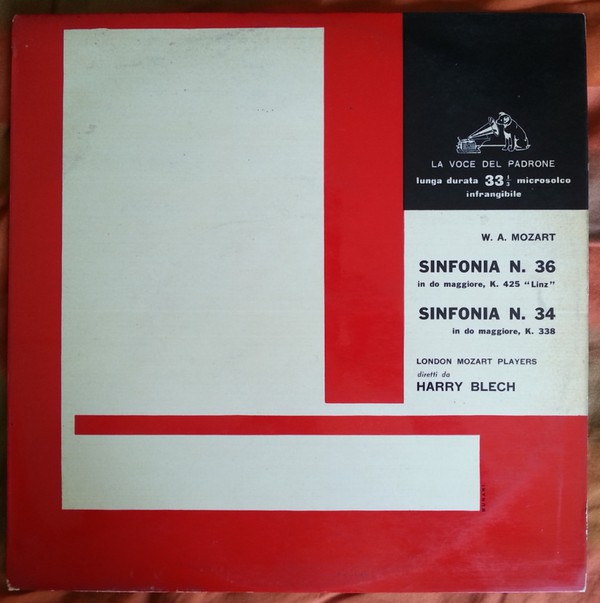 LA VOCE DEL PADRONE
lunga durata 33⅓ microsolco
infrangibile
W. A. MOZART
SINFONIA N. 36
in do maggiore, K. 425 "Linz"
SINFONIA N. 34
in do maggiore, K. 338
LONDON MOZART PLAYERS
diretti da
HARRY BLECH